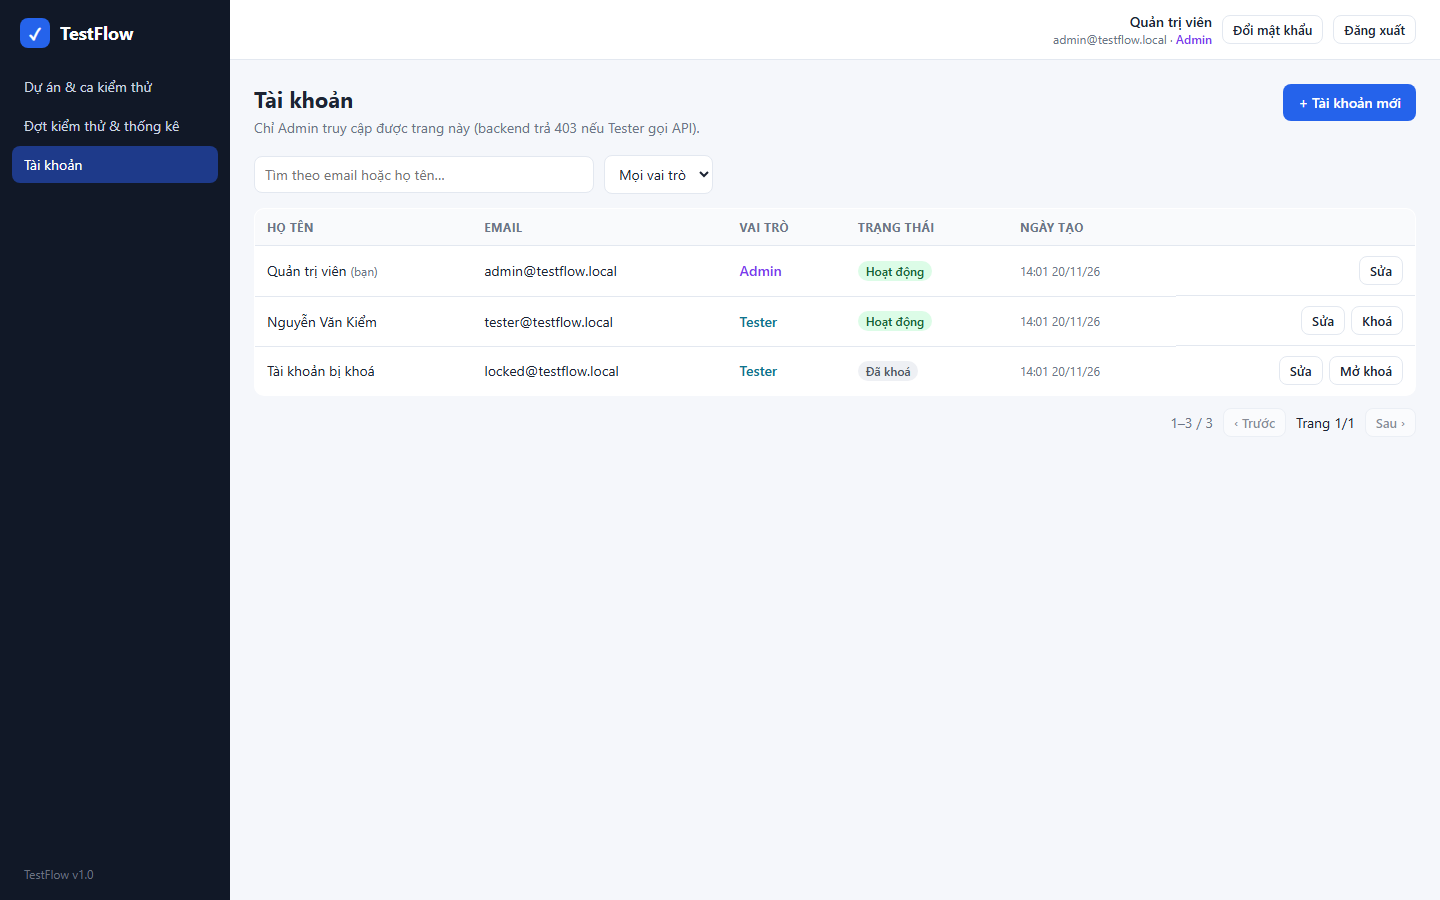 ✓ TestFlow
Dự án & ca kiểm thử
Đợt kiểm thử & thống kê
Tài khoản
TestFlow v1.0
Quản trị viên
admin@testflow.local · Admin
Đổi mật khẩu
Đăng xuất
Tài khoản
Chỉ Admin truy cập được trang này (backend trả 403 nếu Tester gọi API).
+ Tài khoản mới
Tìm theo email hoặc họ tên...
Mọi vai trò
HỌ TÊN EMAIL VAI TRÒ TRẠNG THÁI NGÀY TẠO
Quản trị viên (bạn) admin@testflow.local Admin Hoạt động 14:01 20/11/26 Sửa
Nguyễn Văn Kiểm tester@testflow.local Tester Hoạt động 14:01 20/11/26 Sửa Khoá
Tài khoản bị khoá locked@testflow.local Tester Đã khoá 14:01 20/11/26 Sửa Mở khoá
1–3 / 3 ‹ Trước Trang 1/1 Sau ›